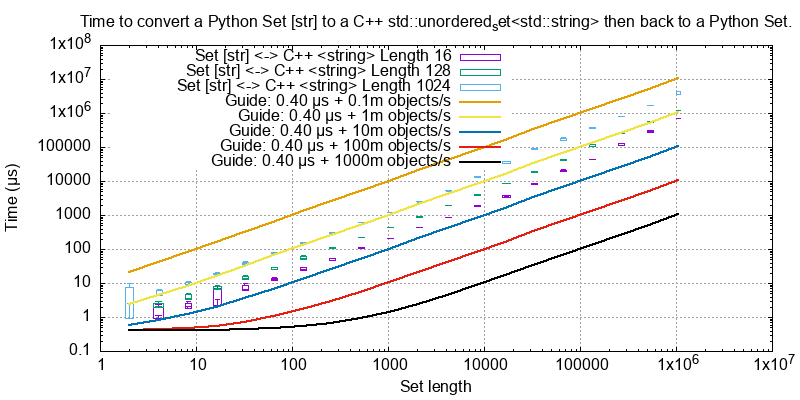 Time to convert a Python Set [str] to a C++ std::unordered_set<std::string> then back to a Python Set.
1x10^8
1x10^7
1x10^6
100000
10000
1000
100
10
1
0.1
Time (µs)
Set [str] <-> C++ <string> Length 16
Set [str] <-> C++ <string> Length 128
Set [str] <-> C++ <string> Length 1024
Guide: 0.40 µs + 0.1m objects/s
Guide: 0.40 µs + 1m objects/s
Guide: 0.40 µs + 10m objects/s
Guide: 0.40 µs + 100m objects/s
Guide: 0.40 µs + 1000m objects/s
1 10 100 1000 10000 100000 1x10^6 1x10^7
Set length